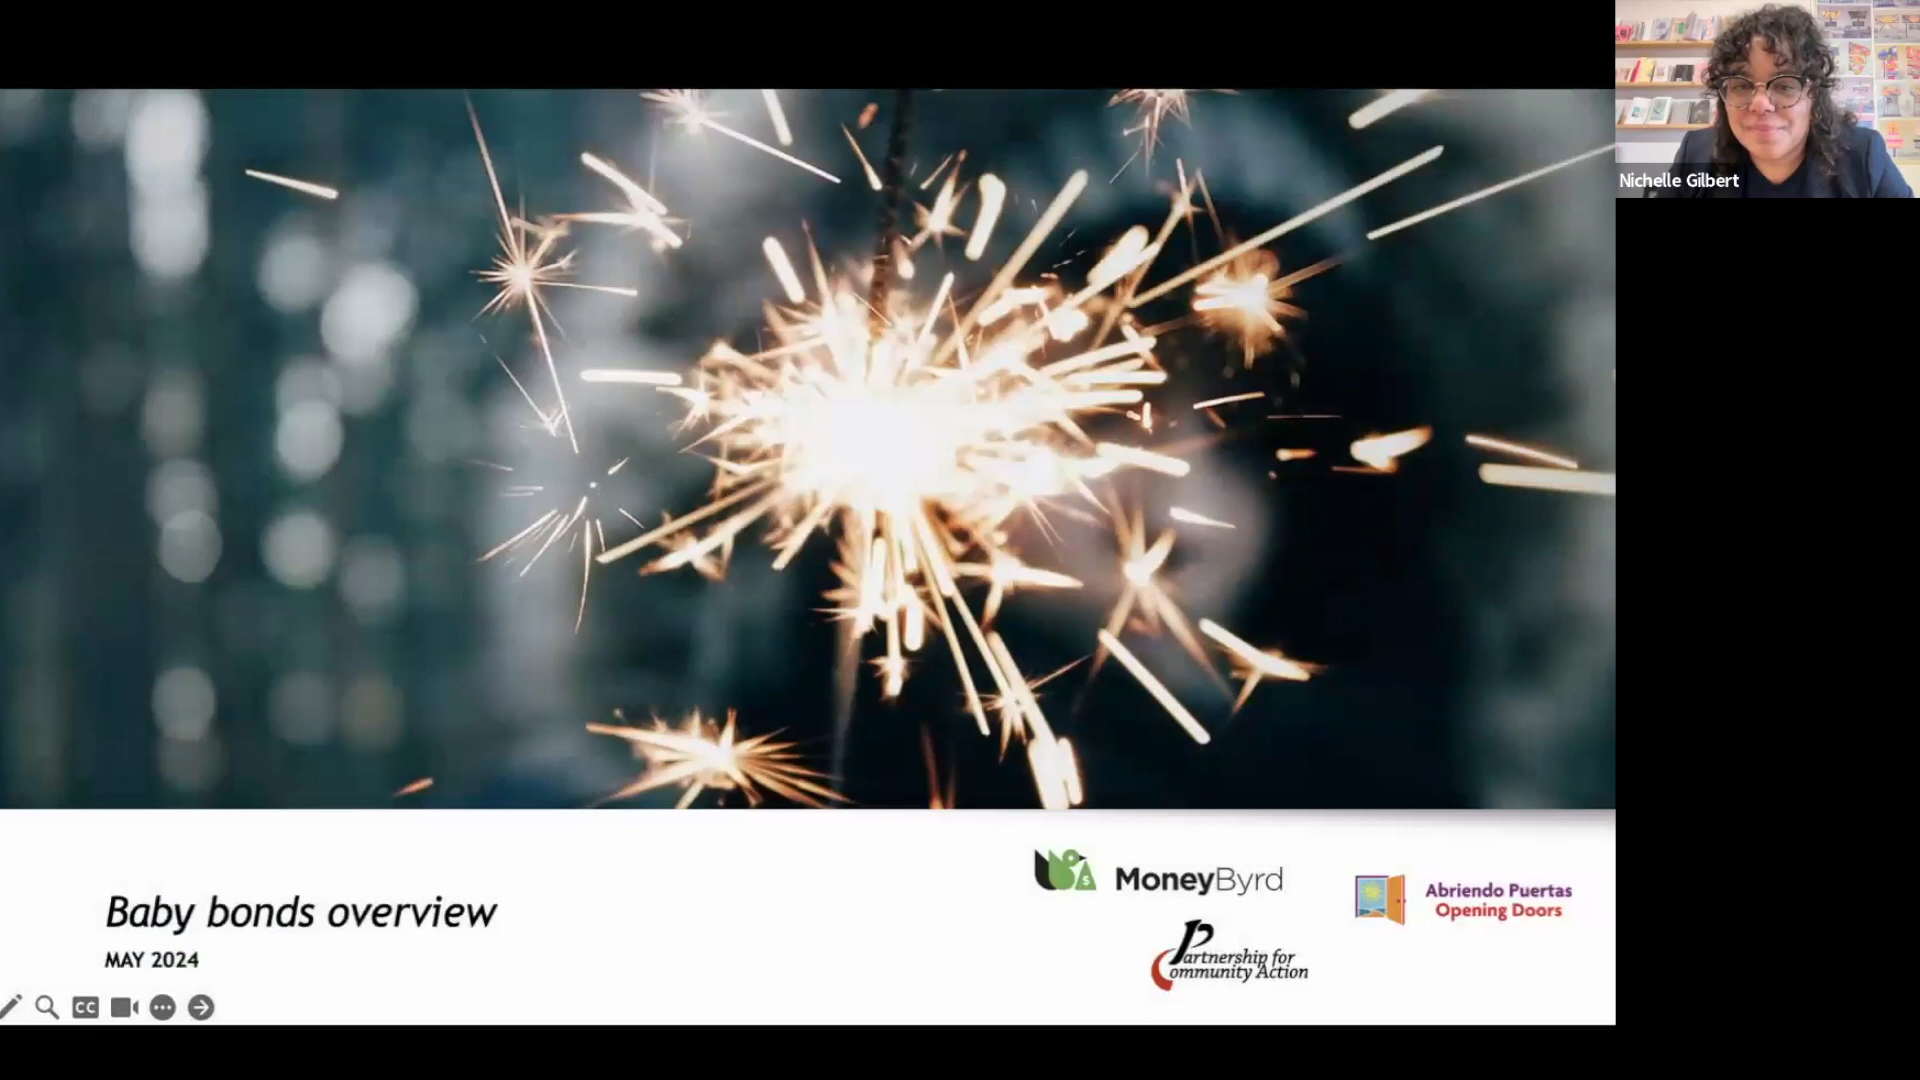 Nichelle Gilbert
Baby bonds overview
MAY 2024
MoneyByrd
Abriendo Puertas
Opening Doors
Partnership for
Community Action
CC
$